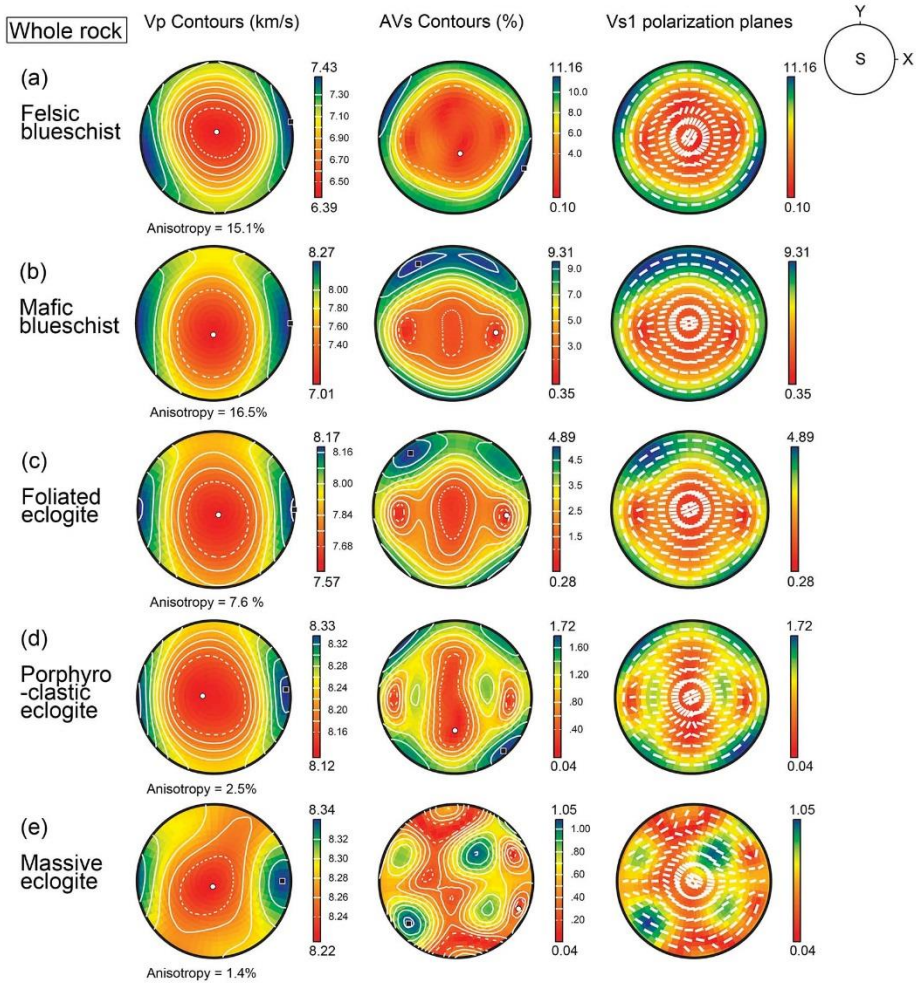 Whole rock
Vp Contours (km/s)
AVs Contours (%)
Vs1 polarization planes
Y
S
X
(a)
Felsic
blueschist
7.43
7.30
7.10
6.90
6.70
6.50
6.39
Anisotropy = 15.1%
11.16
10.0
8.0
6.0
4.0
0.10
11.16
0.10
(b)
Mafic
blueschist
8.27
8.00
7.80
7.60
7.40
7.01
Anisotropy = 16.5%
9.31
9.0
7.0
5.0
3.0
0.35
9.31
0.35
(c)
Foliated
eclogite
8.17
8.16
8.00
7.84
7.68
7.57
Anisotropy = 7.6 %
4.89
4.5
3.5
2.5
1.5
0.28
4.89
0.28
(d)
Porphyro
-clastic
eclogite
8.33
8.32
8.28
8.24
8.20
8.16
8.12
Anisotropy = 2.5%
1.72
1.60
1.20
.80
.40
0.04
1.72
0.04
(e)
Massive
eclogite
8.34
8.33
8.30
8.28
8.26
8.24
8.22
Anisotropy = 1.4%
1.05
1.00
.80
.60
.40
.20
0.04
1.05
0.04